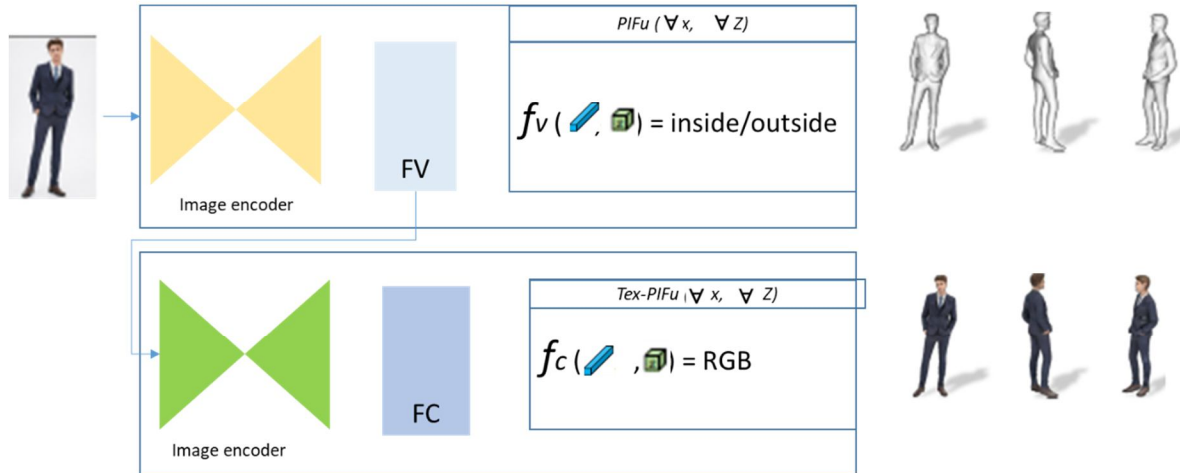 PIFu (∀ x, ∀ Z)
fv ( , Z ) = inside/outside
FV
Image encoder
Tex-PIFu (∀ x, ∀ Z)
fc ( , Z ) = RGB
FC
Image encoder